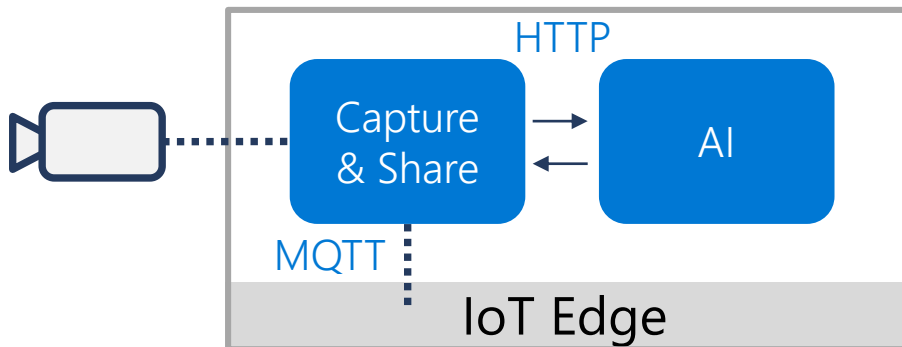 HTTP
Capture
& Share
AI
MQTT
IoT Edge